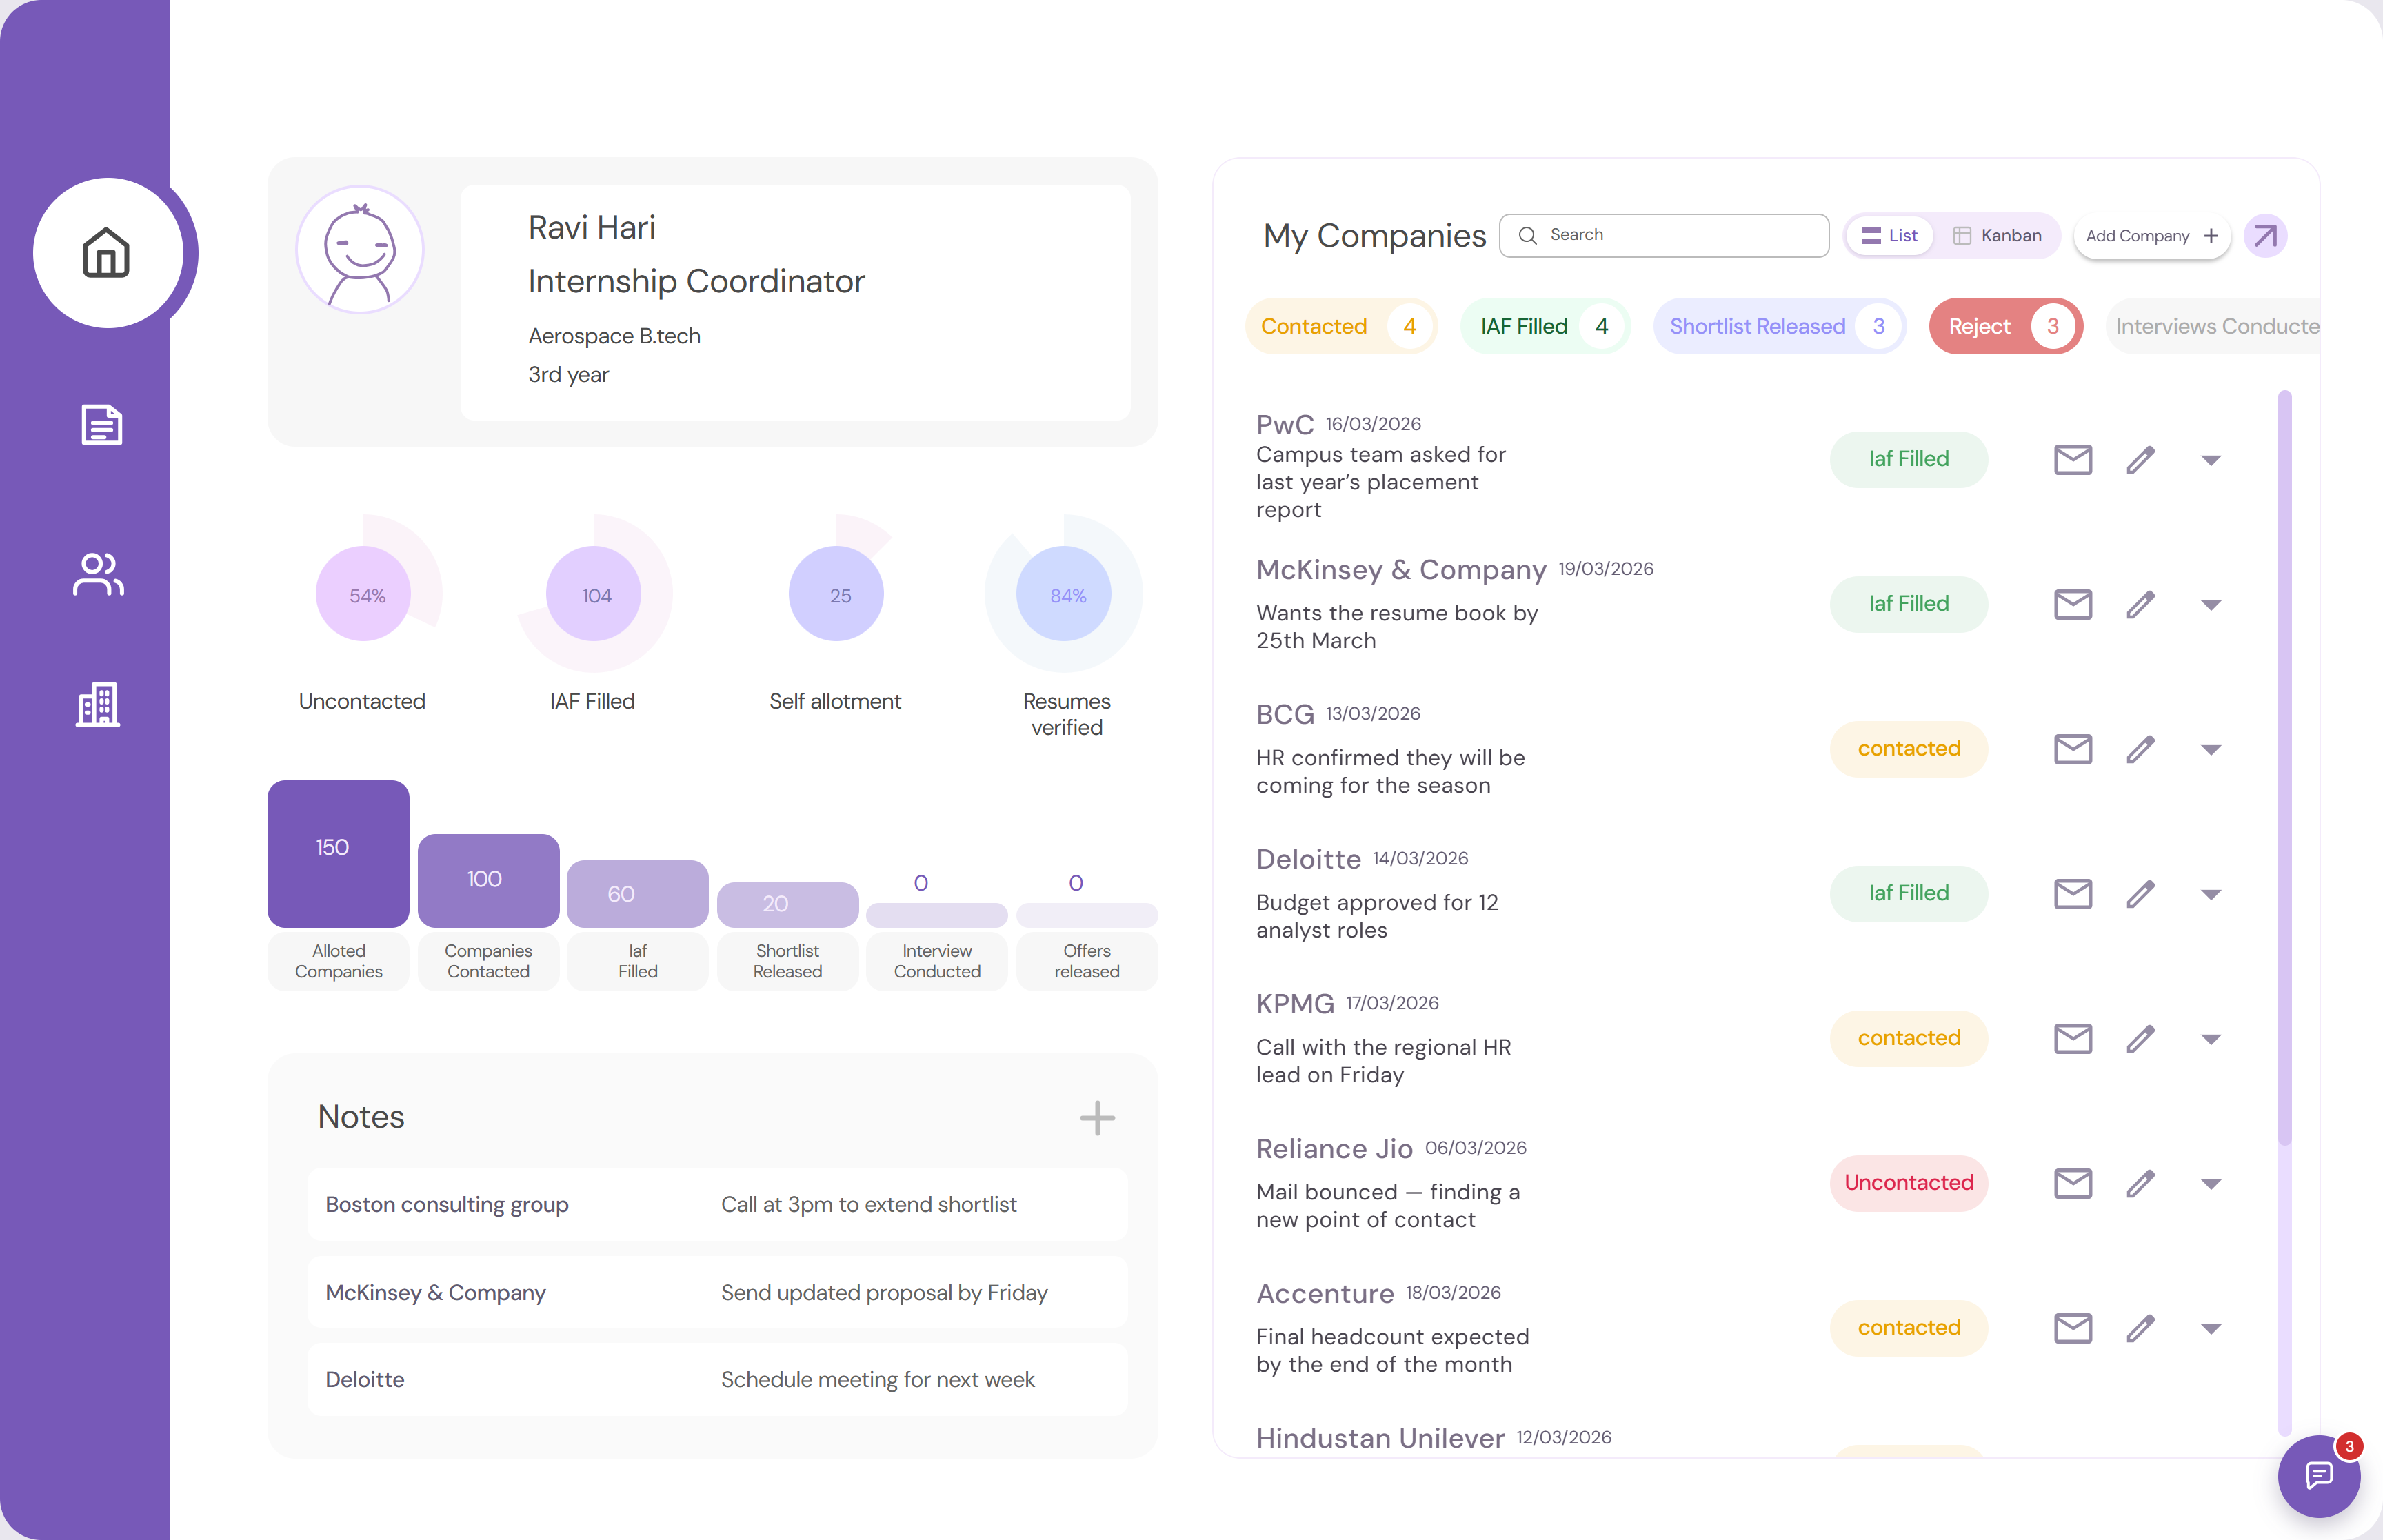 Ravi Hari
Internship Coordinator
Aerospace B.tech
3rd year
54%
104
25
84%
Uncontacted
IAF Filled
Self allotment
Resumes
verified
150
100
60
20
0
0
Alloted
Companies
Companies
Contacted
Iaf
Filled
Shortlist
Released
Interview
Conducted
Offers
released
Notes
Boston consulting group
Call at 3pm to extend shortlist
McKinsey & Company
Send updated proposal by Friday
Deloitte
Schedule meeting for next week
My Companies
Search
List
Kanban
Add Company
Contacted 4
IAF Filled 4
Shortlist Released 3
Reject 3
Interviews Conducte
PwC 16/03/2026
Campus team asked for
last year’s placement
report
Iaf Filled
McKinsey & Company 19/03/2026
Wants the resume book by
25th March
Iaf Filled
BCG 13/03/2026
HR confirmed they will be
coming for the season
contacted
Deloitte 14/03/2026
Budget approved for 12
analyst roles
Iaf Filled
KPMG 17/03/2026
Call with the regional HR
lead on Friday
contacted
Reliance Jio 06/03/2026
Mail bounced — finding a
new point of contact
Uncontacted
Accenture 18/03/2026
Final headcount expected
by the end of the month
contacted
Hindustan Unilever 12/03/2026
3